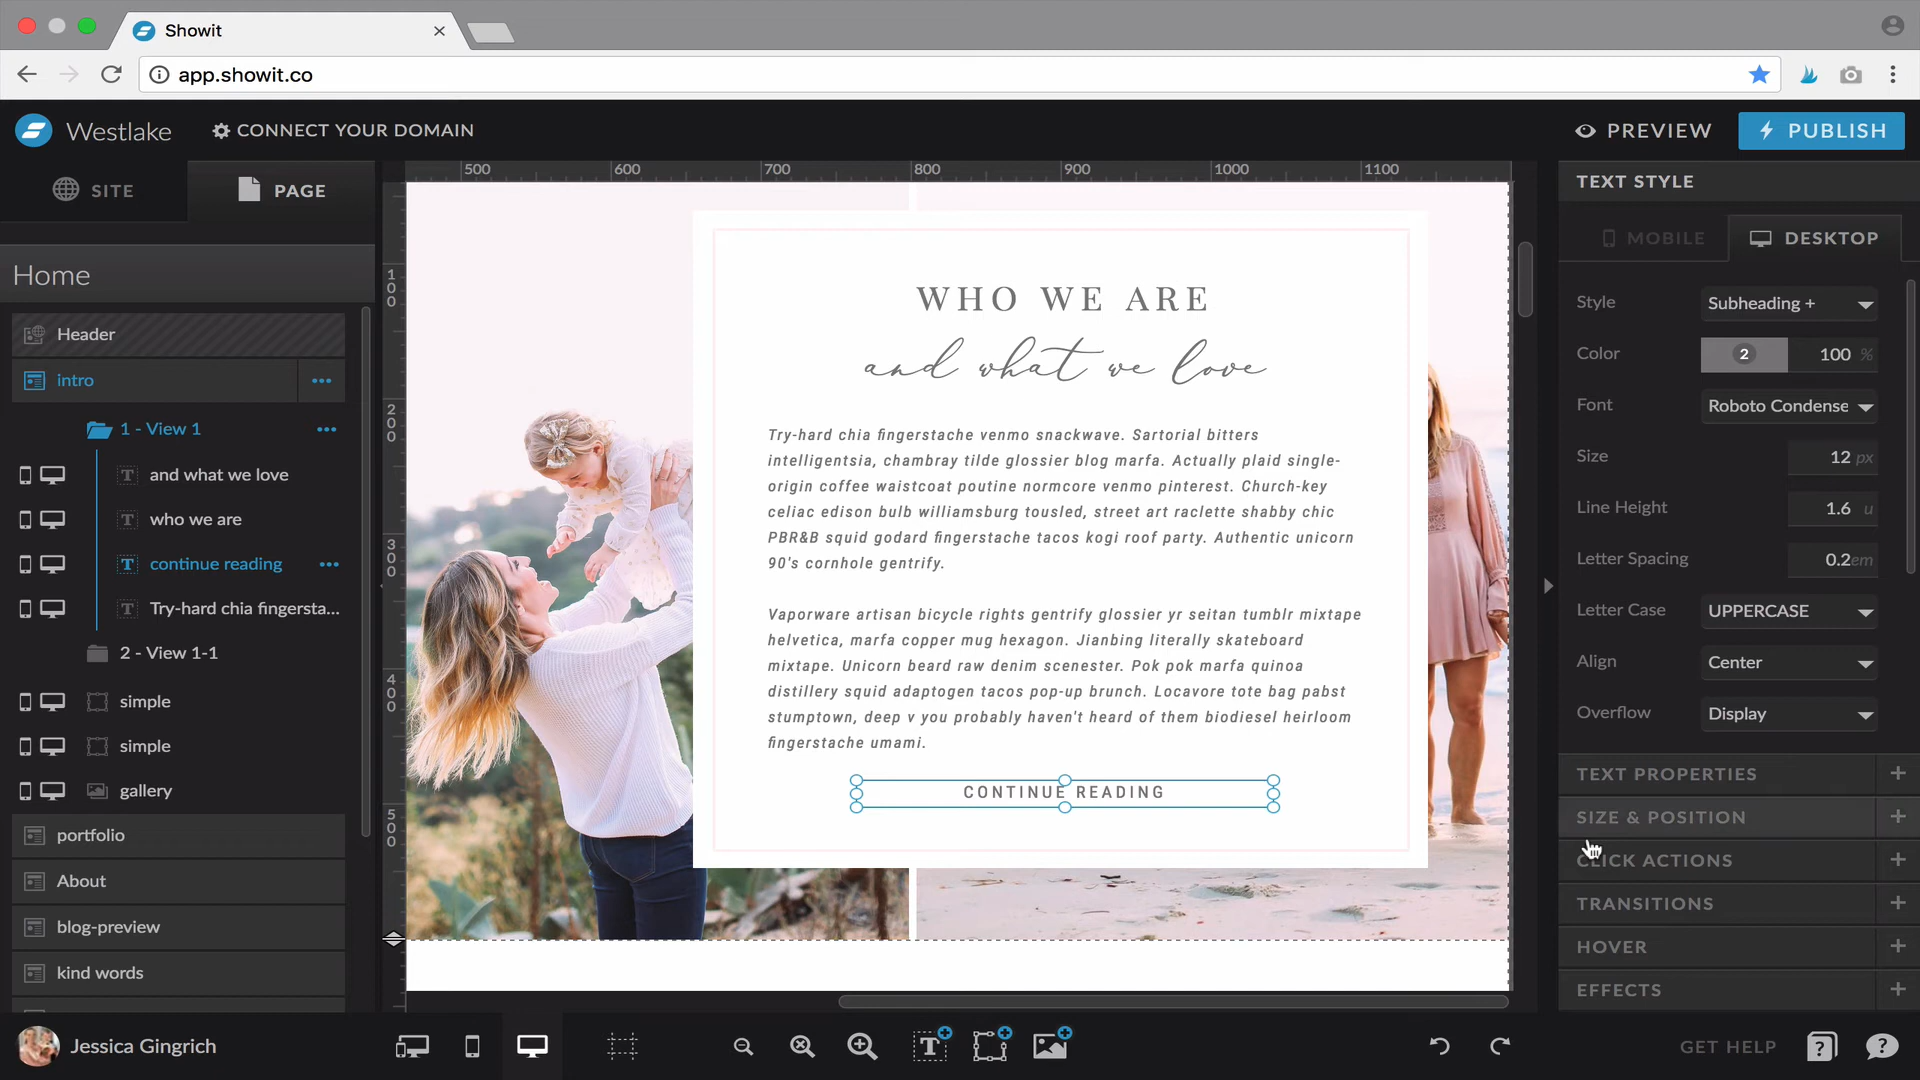 Showit
app.showit.co
Westlake
CONNECT YOUR DOMAIN
PREVIEW
PUBLISH
SITE
PAGE
500
600
700
800
900
1000
1100
TEXT STYLE
MOBILE
DESKTOP
Home
Header
intro
1 - View 1
and what we love
who we are
continue reading
Try-hard chia fingersta...
2 - View 1-1
simple
simple
gallery
portfolio
About
blog-preview
kind words
100
200
300
400
500
WHO WE ARE
and what we love
Try-hard chia fingerstache venmo snackwave. Sartorial bitters
intelligentsia, chambray tilde glossier blog marfa. Actually plaid single-
origin coffee waistcoat poutine normcore venmo pinterest. Church-key
celiac edison bulb williamsburg tousled, street art raclette shabby chic
PBR&B squid godard fingerstache tacos kogi roof party. Authentic unicorn
90's cornhole gentrify.
Vaporware artisan bicycle rights gentrify glossier yr seitan tumblr mixtape
helvetica, marfa copper mug hexagon. Jianbing literally skateboard
mixtape. Unicorn beard raw denim scenester. Pok pok marfa quinoa
distillery squid adaptogen tacos pop-up brunch. Locavore tote bag pabst
stumptown, deep v you probably haven't heard of them biodiesel heirloom
fingerstache umami.
CONTINUE READING
Style
Subheading +
Color
2
100 %
Font
Roboto Condense
Size
12 px
Line Height
1.6 u
Letter Spacing
0.2em
Letter Case
UPPERCASE
Align
Center
Overflow
Display
TEXT PROPERTIES
SIZE & POSITION
CLICK ACTIONS
TRANSITIONS
HOVER
EFFECTS
Jessica Gingrich
GET HELP